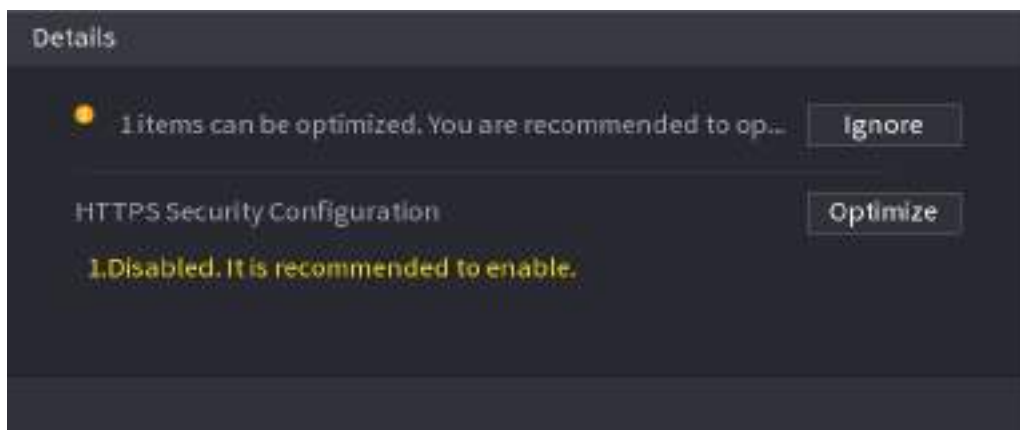 Details
1 items can be optimized. You are recommended to op... Ignore
HTTPS Security Configuration Optimize
1.Disabled. It is recommended to enable.